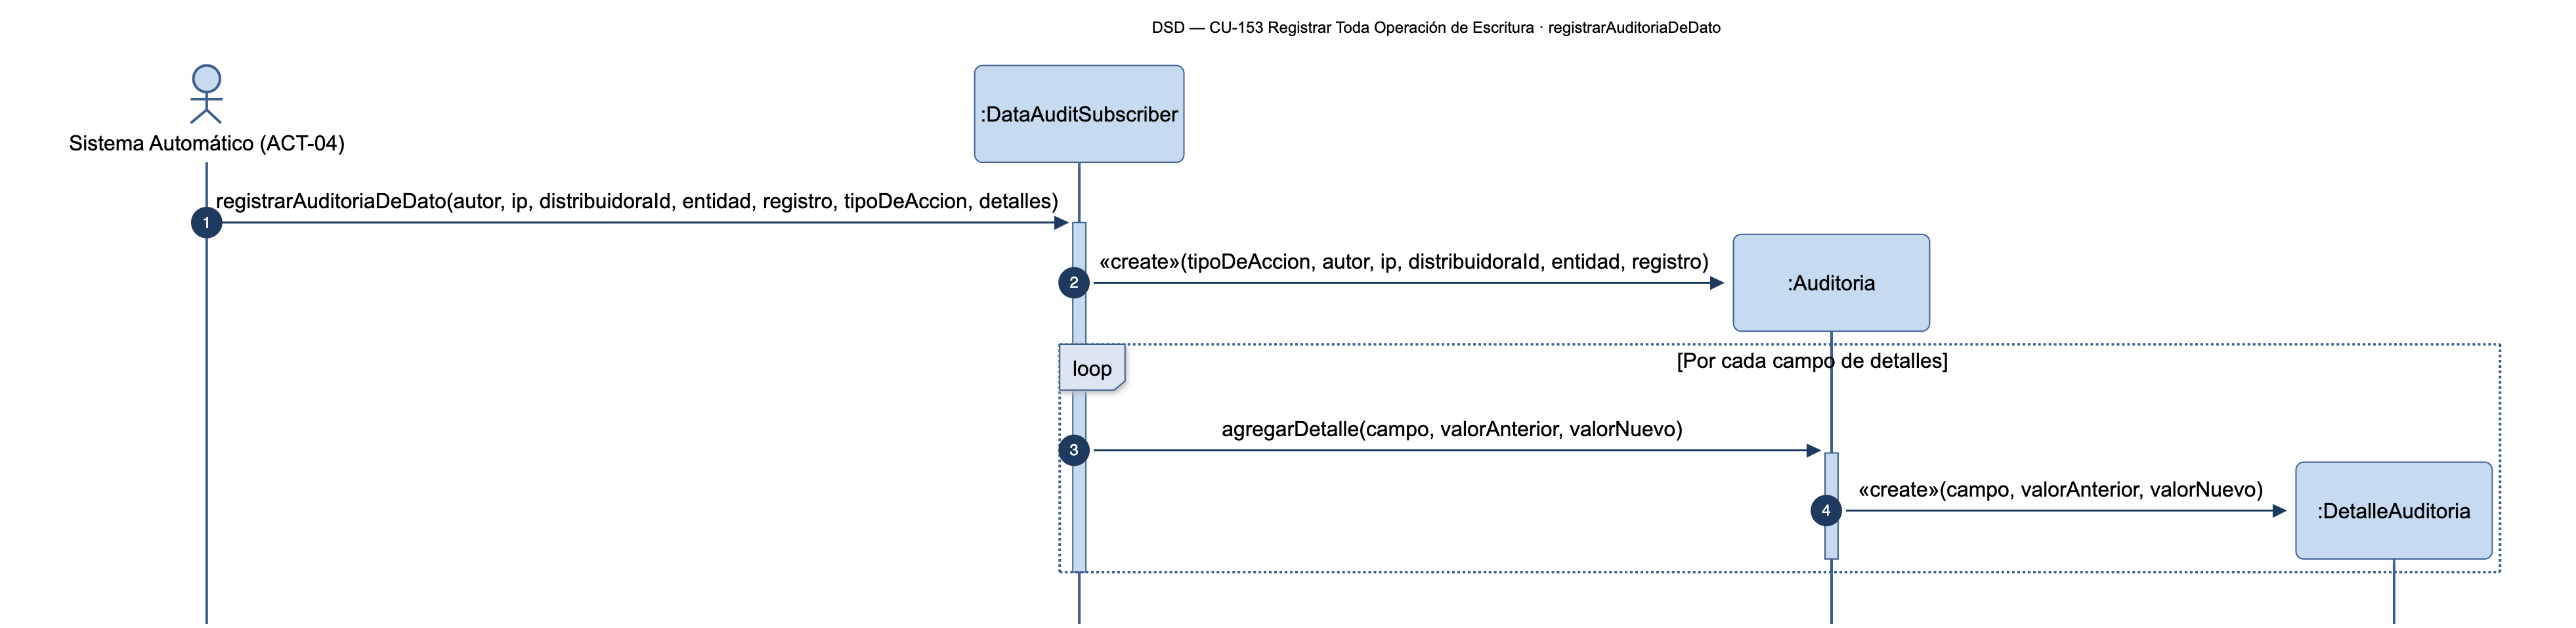 DSD — CU-153 Registrar Toda Operación de Escritura · registrarAuditoriaDeDato
:DataAuditSubscriber
Sistema Automático (ACT-04)
registrarAuditoriaDeDato(autor, ip, distribuidoraId, entidad, registro, tipoDeAccion, detalles)
1
«create»(tipoDeAccion, autor, ip, distribuidoraId, entidad, registro)
2
:Auditoria
loop
[Por cada campo de detalles]
agregarDetalle(campo, valorAnterior, valorNuevo)
3
«create»(campo, valorAnterior, valorNuevo)
4
:DetalleAuditoria